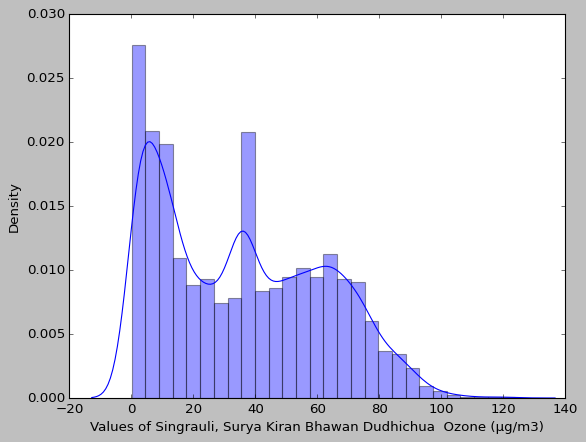 0.030
0.025
0.020
0.015
0.010
0.005
0.000
Density
−20 0 20 40 60 80 100 120 140
Values of Singrauli, Surya Kiran Bhawan Dudhichua  Ozone (µg/m3)